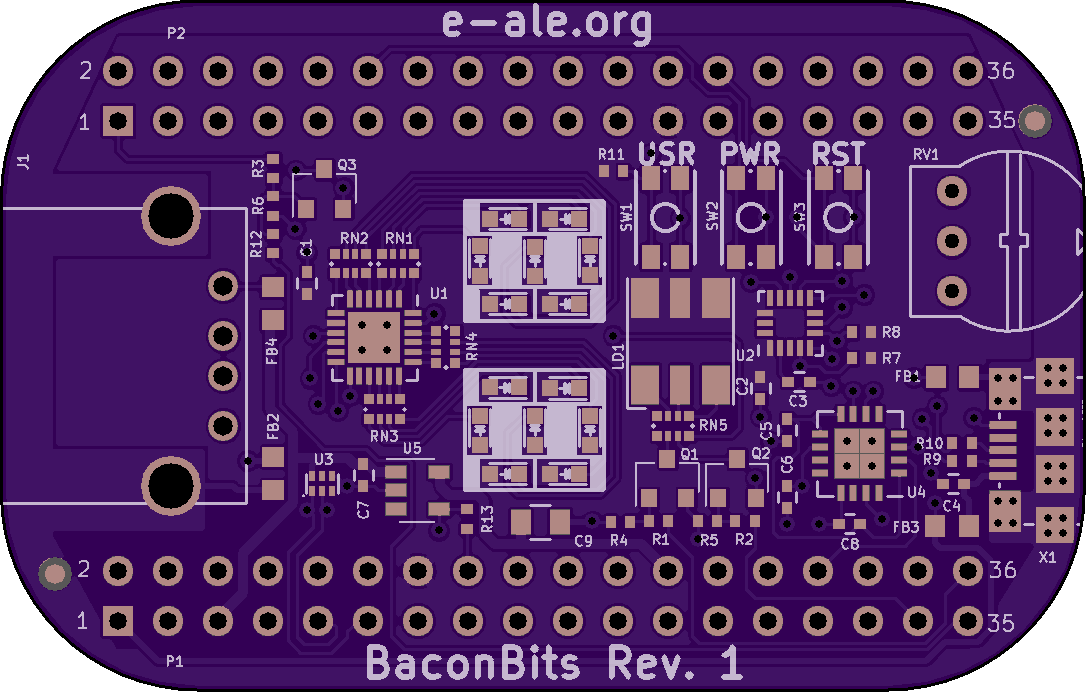 e-ale.org
P2
2 36
1 35
J1
R3
Q3
R11
USR PWR RST
RV1
R6
SW1
SW2
SW3
R12
C1
RN2 RN1
U1
RN4
LD1
U2
R8
R7
FB4
C2
C3
FB1
RN3
RN5
C5
FB2
U5
R10
R9
U3
Q1
Q2
C6
C7
U4
C4
R13
C9
R4
R1
R5
R2
C8
FB3
X1
2 36
1 35
P1
BaconBits Rev. 1